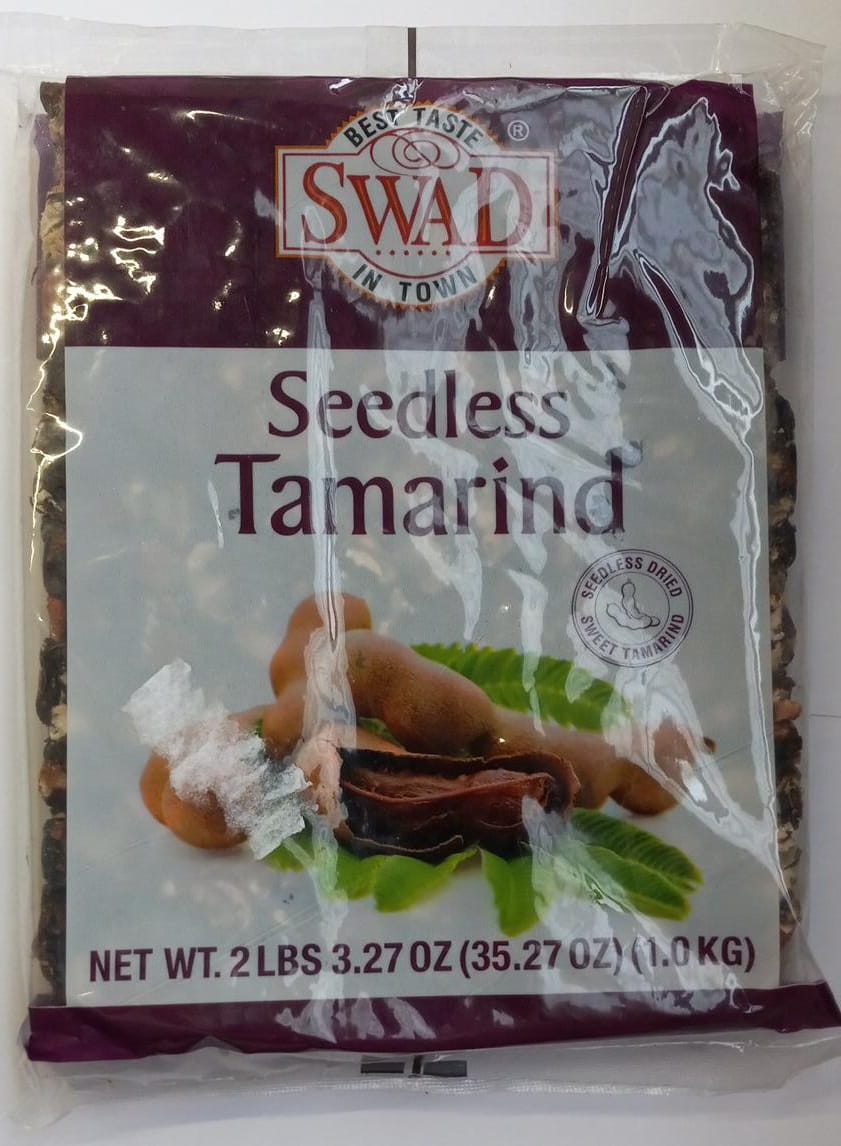 BEST TASTE
®
SWAD
IN TOWN
Seedless
Tamarind
SEEDLESS DRIED
SWEET TAMARIND
NET WT. 2 LBS 3.27 OZ (35.27 OZ) (1.0 KG)